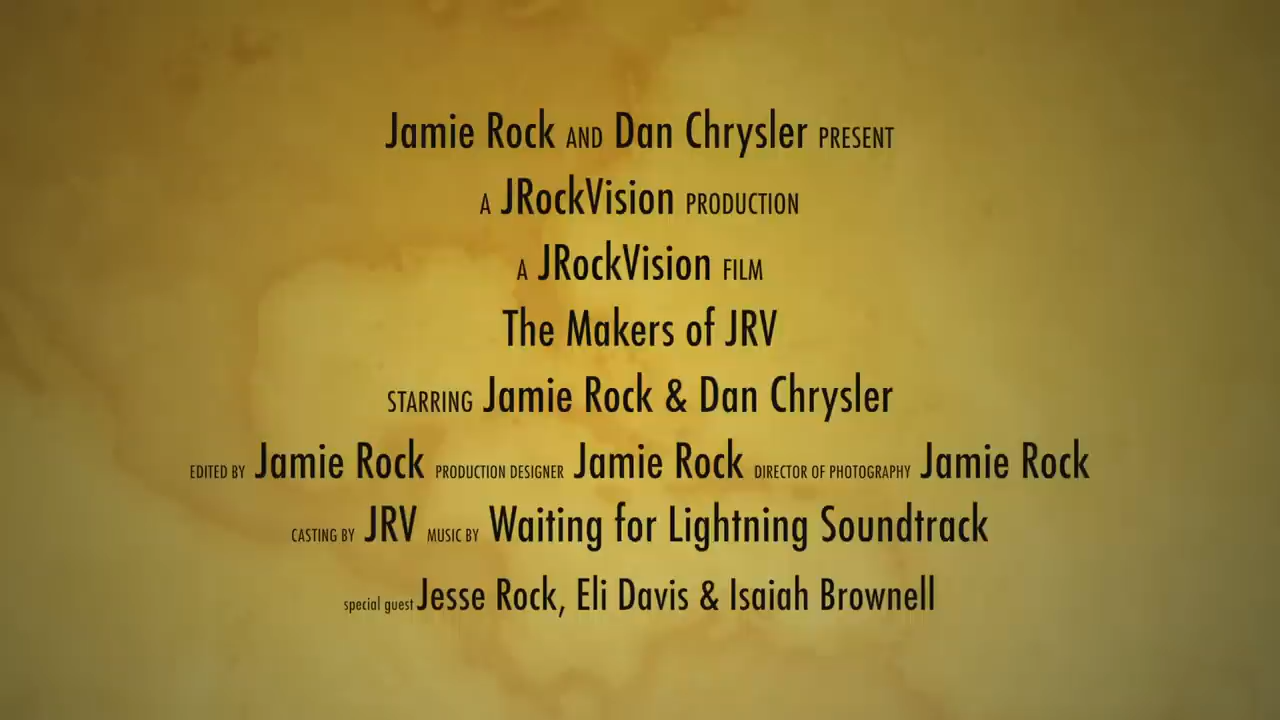 Jamie Rock AND Dan Chrysler PRESENT
A JRockVision PRODUCTION
A JRockVision FILM
The Makers of JRV
STARRING Jamie Rock & Dan Chrysler
EDITED BY Jamie Rock PRODUCTION DESIGNER Jamie Rock DIRECTOR OF PHOTOGRAPHY Jamie Rock
CASTING BY JRV MUSIC BY Waiting for Lightning Soundtrack
special guest Jesse Rock, Eli Davis & Isaiah Brownell